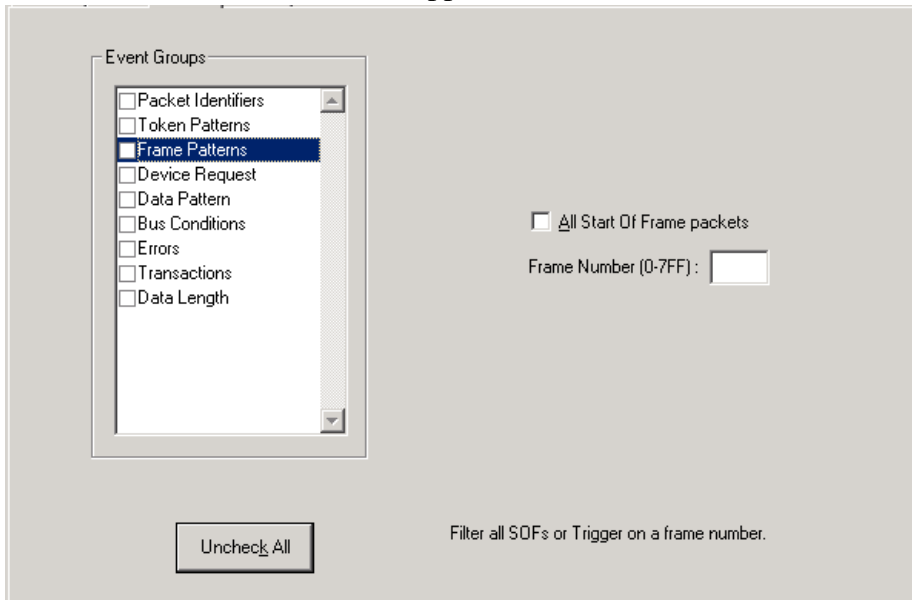 Event Groups
Packet Identifiers
Token Patterns
Frame Patterns
Device Request
Data Pattern
Bus Conditions
Errors
Transactions
Data Length
All Start Of Frame packets
Frame Number (0-7FF) :
Uncheck All
Filter all SOFs or Trigger on a frame number.